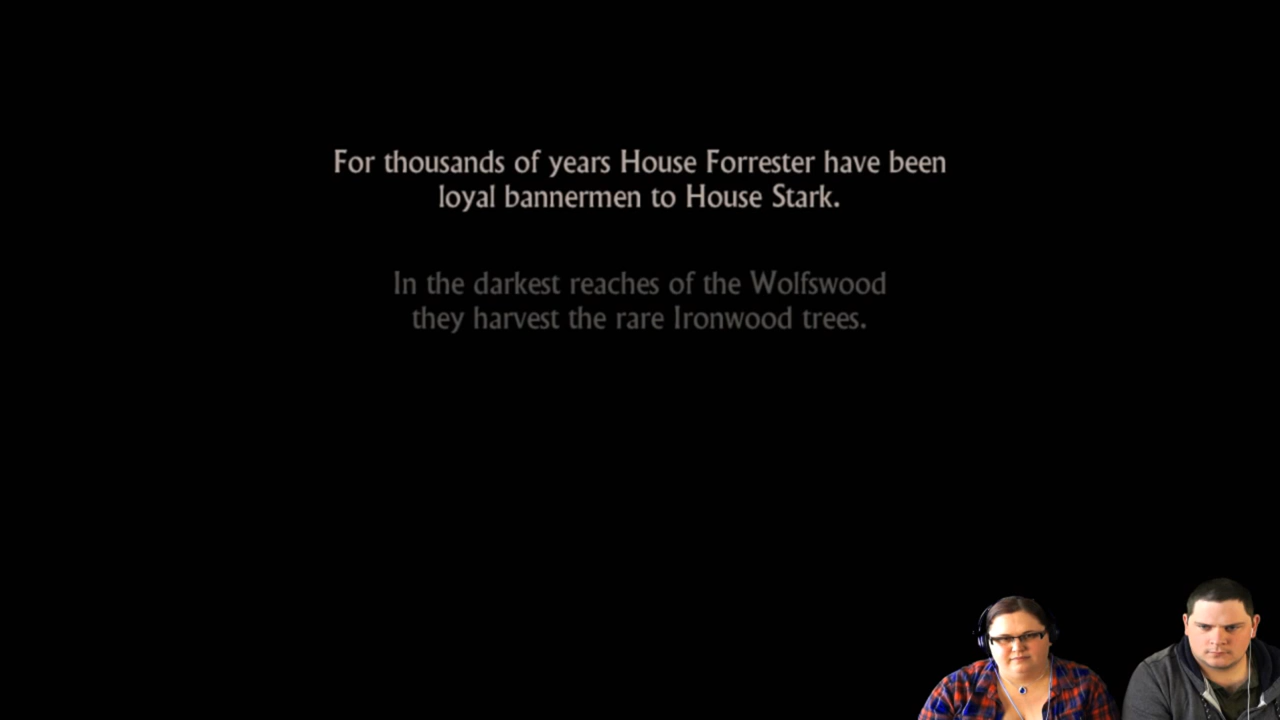 For thousands of years House Forrester have been
loyal bannermen to House Stark.
In the darkest reaches of the Wolfswood
they harvest the rare Ironwood trees.